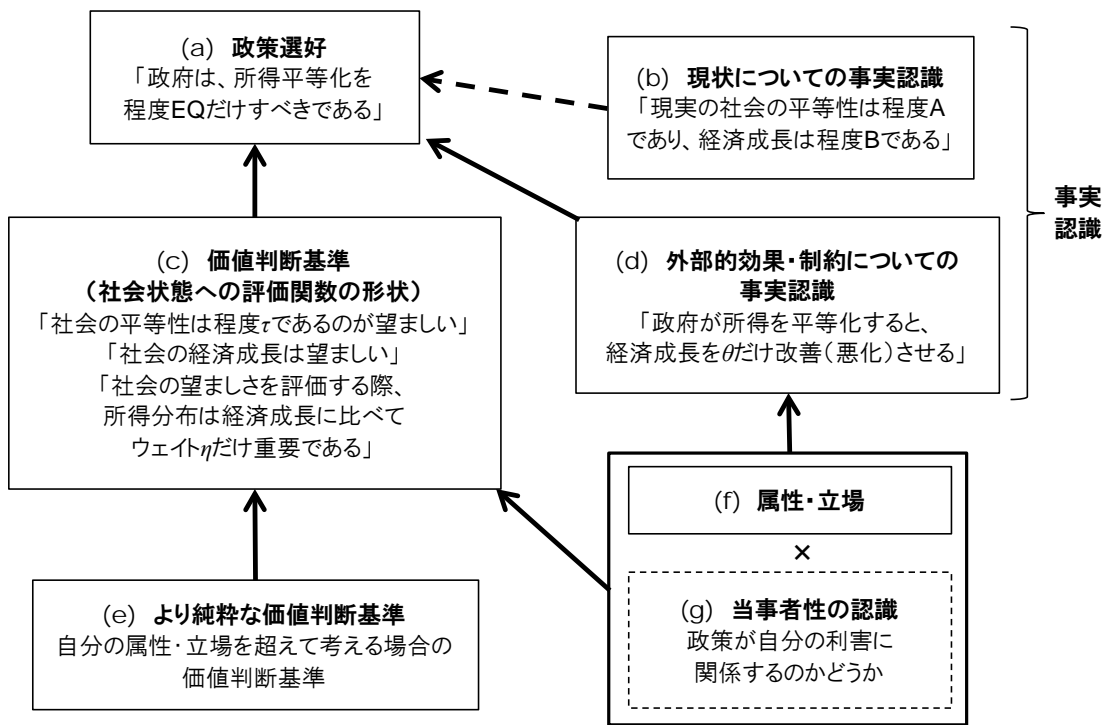 (a) 政策選好
「政府は、所得平等化を
程度EQだけすべきである」
(b) 現状についての事実認識
「現実の社会の平等性は程度A
であり、経済成長は程度Bである」
事実
認識
(c) 価値判断基準
（社会状態への評価関数の形状）
「社会の平等性は程度τであるのが望ましい」
「社会の経済成長は望ましい」
「社会の望ましさを評価する際、
所得分布は経済成長に比べて
ウェイトηだけ重要である」
(d) 外部的効果・制約についての
事実認識
「政府が所得を平等化すると、
経済成長をθだけ改善（悪化）させる」
(e) より純粋な価値判断基準
自分の属性・立場を超えて考える場合の
価値判断基準
(f) 属性・立場
×
(g) 当事者性の認識
政策が自分の利害に
関係するのかどうか